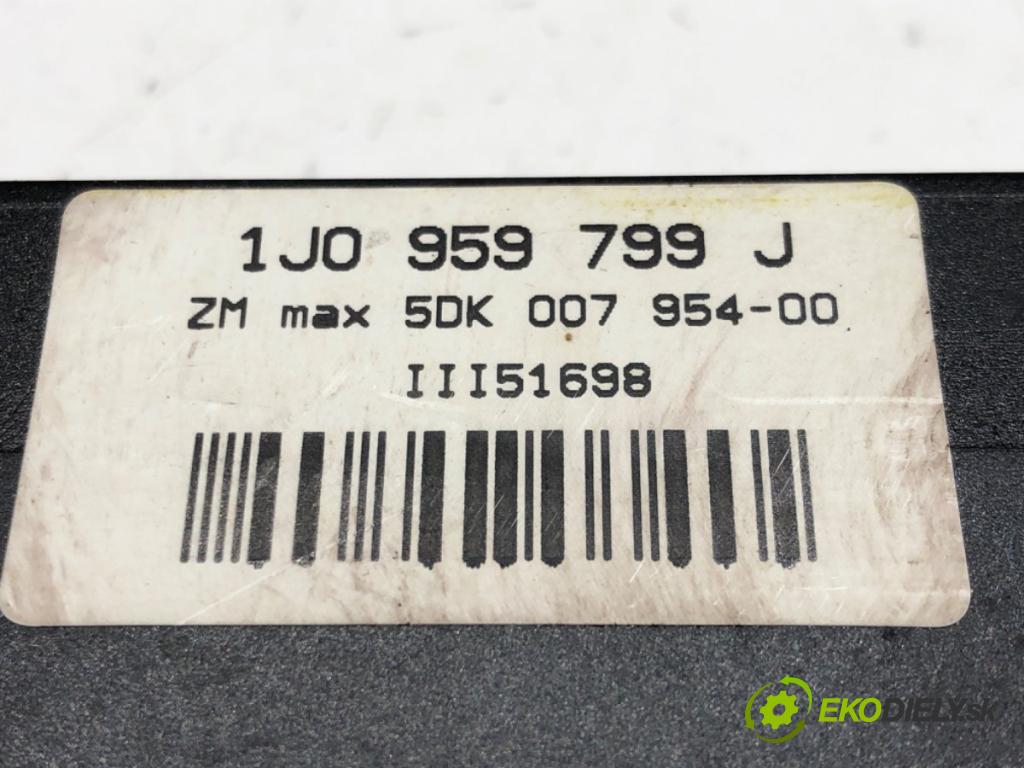 1J0 959 799 J
ZM max 5DK 007 954-00
III51698
EKODIELY.SK